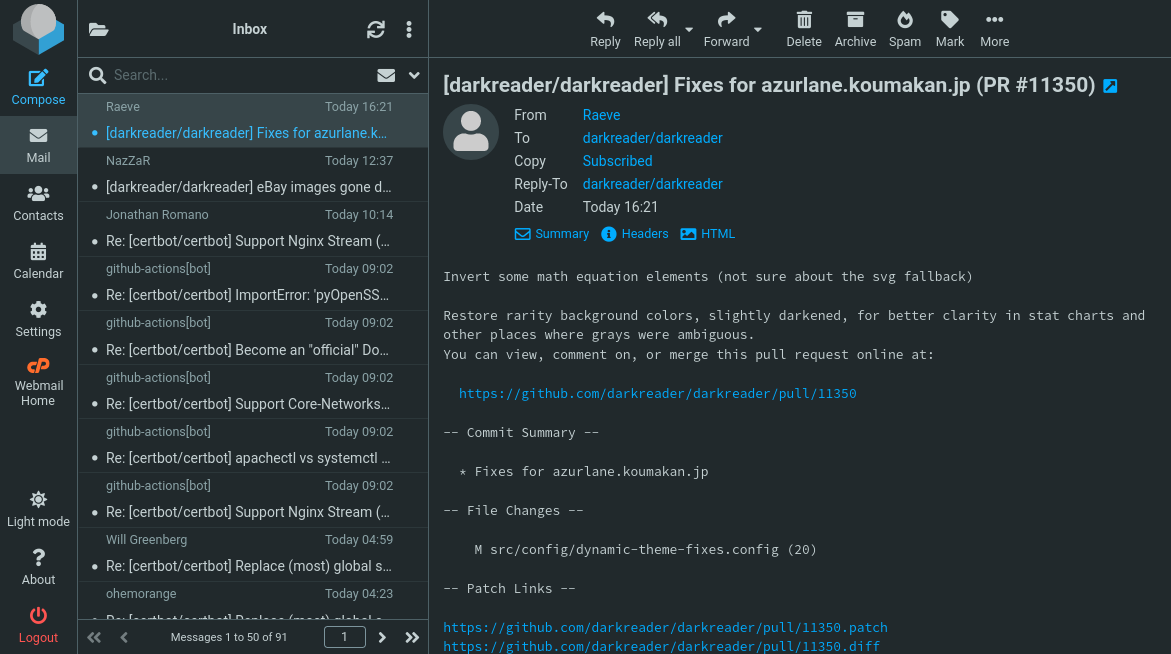 Compose
Mail
Contacts
Calendar
Settings
Webmail
Home
Light mode
About
Logout
Inbox
Search...
Raeve Today 16:21
[darkreader/darkreader] Fixes for azurlane.k...
NazZaR Today 12:37
[darkreader/darkreader] eBay images gone d...
Jonathan Romano Today 10:14
Re: [certbot/certbot] Support Nginx Stream (...
github-actions[bot] Today 09:02
Re: [certbot/certbot] ImportError: 'pyOpenSS...
github-actions[bot] Today 09:02
Re: [certbot/certbot] Become an "official" Do...
github-actions[bot] Today 09:02
Re: [certbot/certbot] Support Core-Networks...
github-actions[bot] Today 09:02
Re: [certbot/certbot] apachectl vs systemctl ...
github-actions[bot] Today 09:02
Re: [certbot/certbot] Support Nginx Stream (...
Will Greenberg Today 04:59
Re: [certbot/certbot] Replace (most) global s...
ohemorange Today 04:23
Messages 1 to 50 of 91 1
Reply Reply all Forward Delete Archive Spam Mark More
[darkreader/darkreader] Fixes for azurlane.koumakan.jp (PR #11350)
From Raeve
To darkreader/darkreader
Copy Subscribed
Reply-To darkreader/darkreader
Date Today 16:21
Summary Headers HTML
Invert some math equation elements (not sure about the svg fallback)
Restore rarity background colors, slightly darkened, for better clarity in stat charts and
other places where grays were ambiguous.
You can view, comment on, or merge this pull request online at:
https://github.com/darkreader/darkreader/pull/11350
-- Commit Summary --
* Fixes for azurlane.koumakan.jp
-- File Changes --
M src/config/dynamic-theme-fixes.config (20)
-- Patch Links --
https://github.com/darkreader/darkreader/pull/11350.patch
https://github.com/darkreader/darkreader/pull/11350.diff